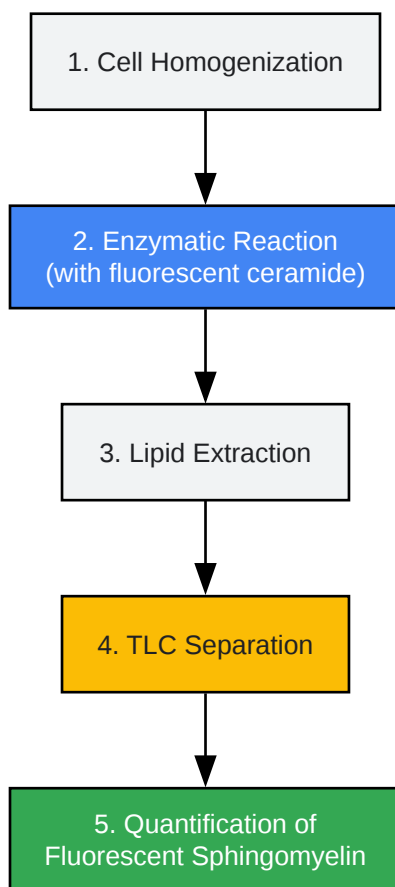 1. Cell Homogenization
2. Enzymatic Reaction
(with fluorescent ceramide)
3. Lipid Extraction
4. TLC Separation
5. Quantification of
Fluorescent Sphingomyelin